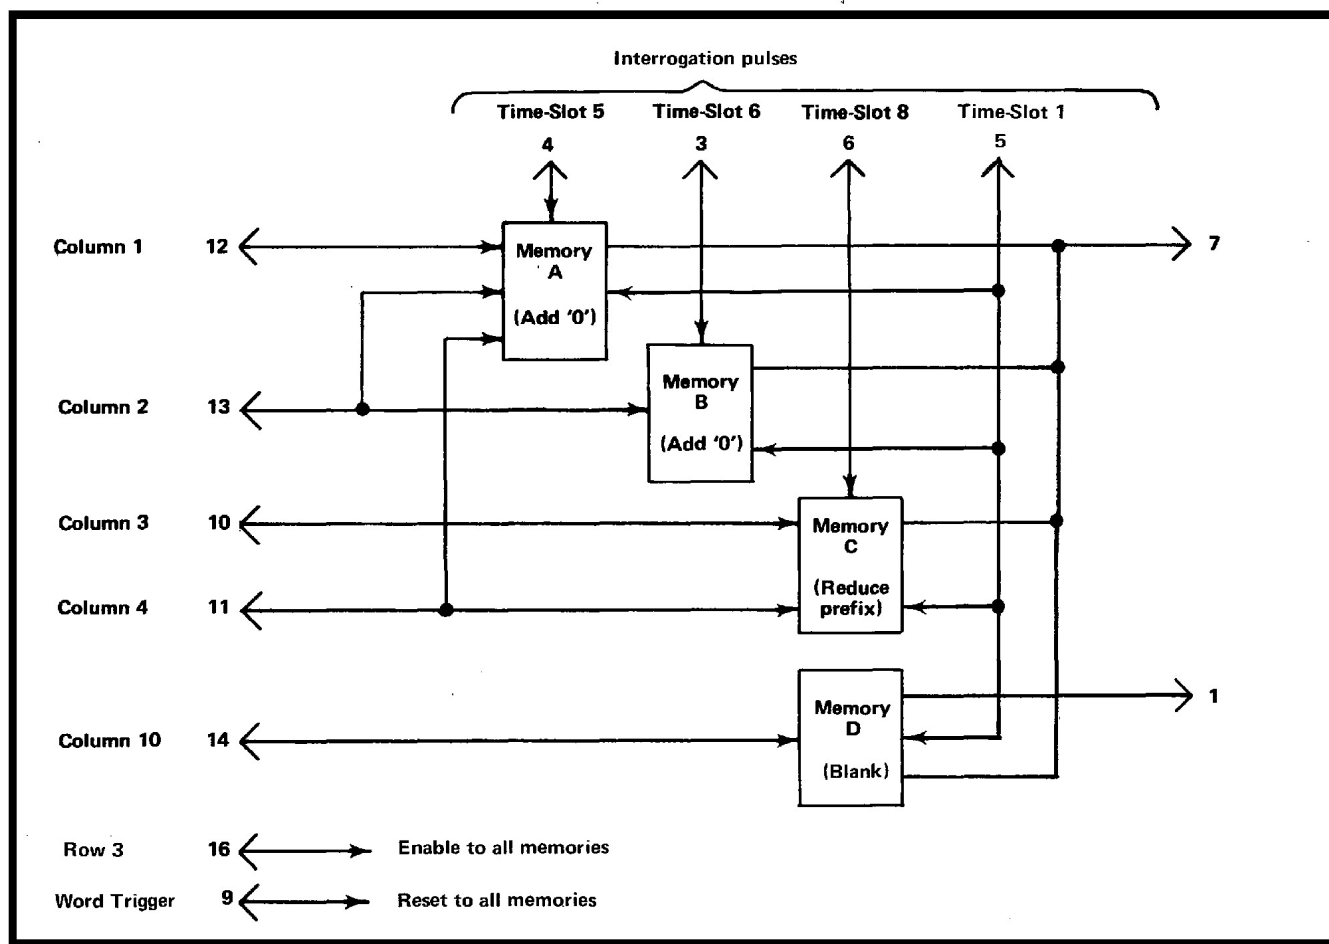 Interrogation pulses
Time-Slot 5 Time-Slot 6 Time-Slot 8 Time-Slot 1
4 3 6 5
Column 1 12
Memory
A
(Add '0')
7
Memory
B
(Add '0')
Column 2 13
Column 3 10
Memory
C
(Reduce
prefix)
Column 4 11
Memory
D
(Blank)
1
Column 10 14
Row 3 16 Enable to all memories
Word Trigger 9 Reset to all memories